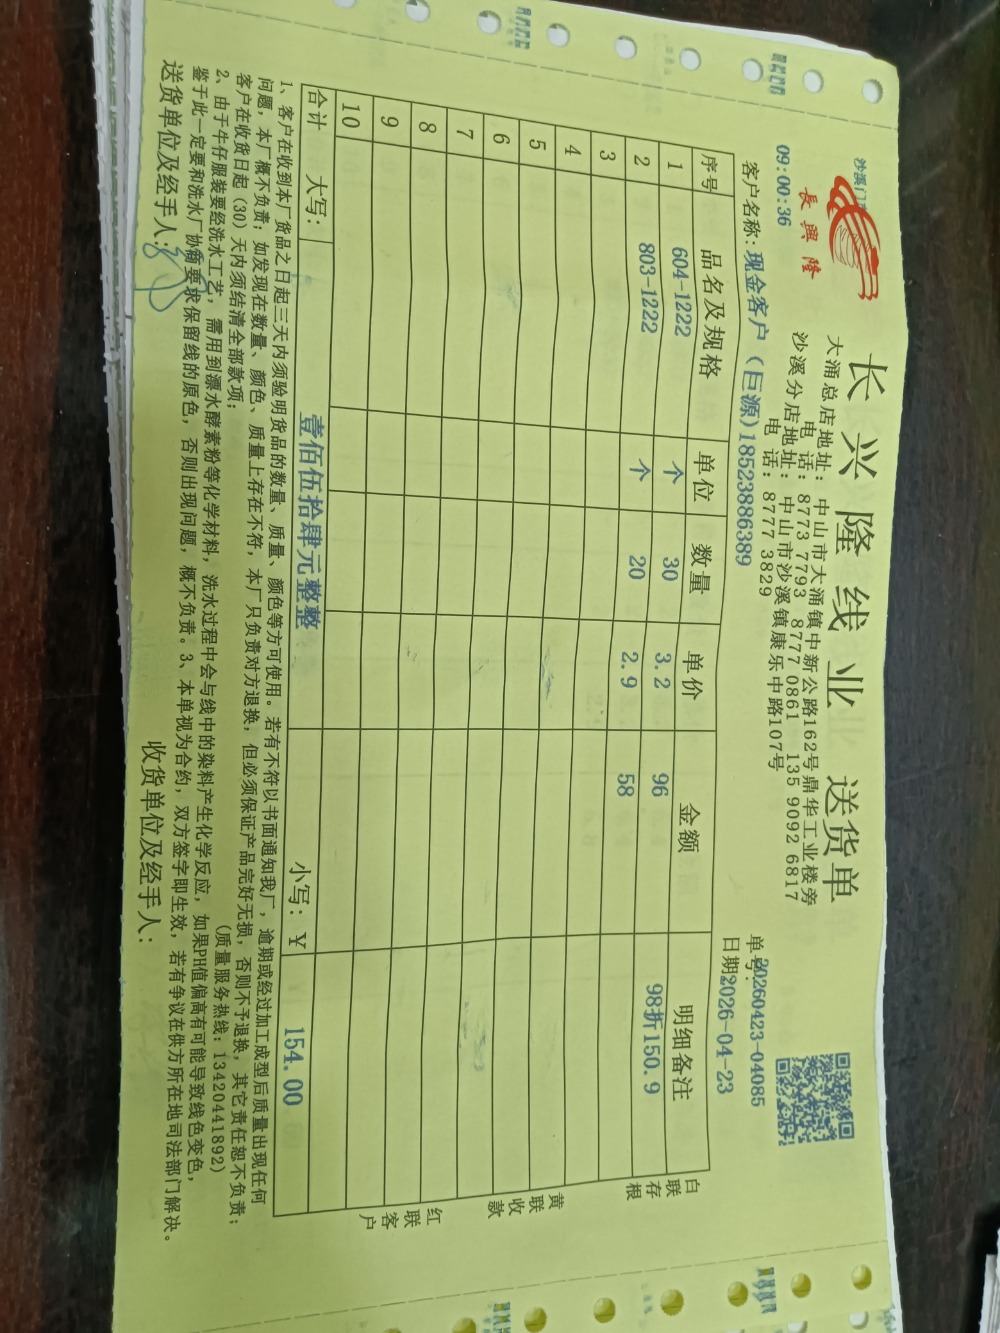 沙溪门
長興隆
09:00:36
长兴隆线业 送货单
大涌总店地址: 中山市大涌镇中新公路162号鼎华工业楼旁
电 话: 8773 7793 8777 0861 135 9092 6817
沙溪分店地址: 中山市沙溪镇康乐中路107号
电 话: 8777 3829
单号:20260423-04085
客户名称:现金客户（巨源)18523886389
日期2026-04-23
序号 品名及规格 单位 数量 单价 金额 明细备注
1 604-1222 个 30 3.2 96 98折150.9
2 803-1222 个 20 2.9 58
3
4
5
6
7
8
9
10
合计 大写: 壹佰伍拾肆元整整 小写: ¥ 154.00
白联存根
黄联收款
红联客户
1、客户在收到本厂货品之日起三天内须验明货品的数量、质量、颜色等方可使用。若有不符以书面通知我厂，逾期或经过加工成型后质量出现任何
问题，本厂概不负责；如发现在数量、颜色、质量上存在不符，本厂只负责对方退换，但必须保证产品完好无损，否则不予退换，其它责任恕不负责；
客户在收货日起（30）天内须结清全部款项；
(质量服务热线: 13420441892)
2、由于牛仔服装要经洗水工艺，需用到漂水酵素粉等化学材料，洗水过程中会与线中的染料产生化学反应，如果PH值偏高有可能导致线色变色，
鉴于此一定要和洗水厂协商要求保留线的原色，否则出现问题，概不负责。3、本单视为合约，双方签字即生效，若有争议在供方所在地司法部门解决。
送货单位及经手人: 收货单位及经手人: